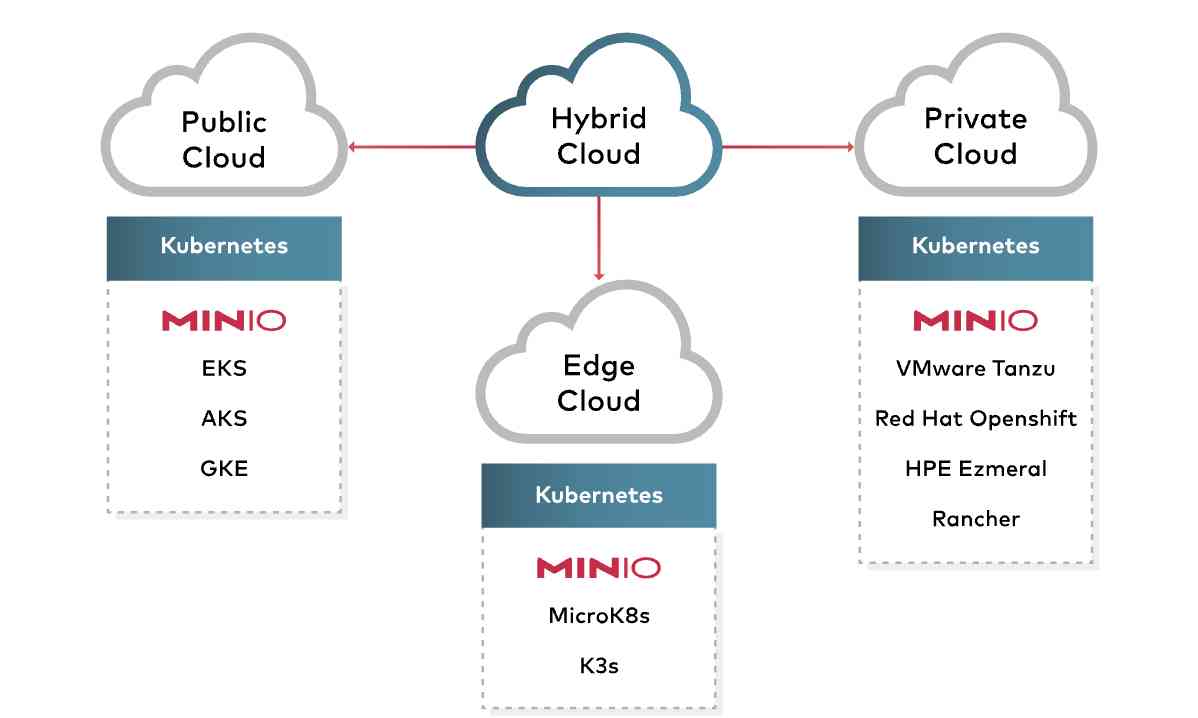 Public
Cloud
Hybrid
Cloud
Private
Cloud
Kubernetes
MINIO
EKS
AKS
GKE
Edge
Cloud
Kubernetes
MINIO
MicroK8s
K3s
Kubernetes
MINIO
VMware Tanzu
Red Hat Openshift
HPE Ezmeral
Rancher